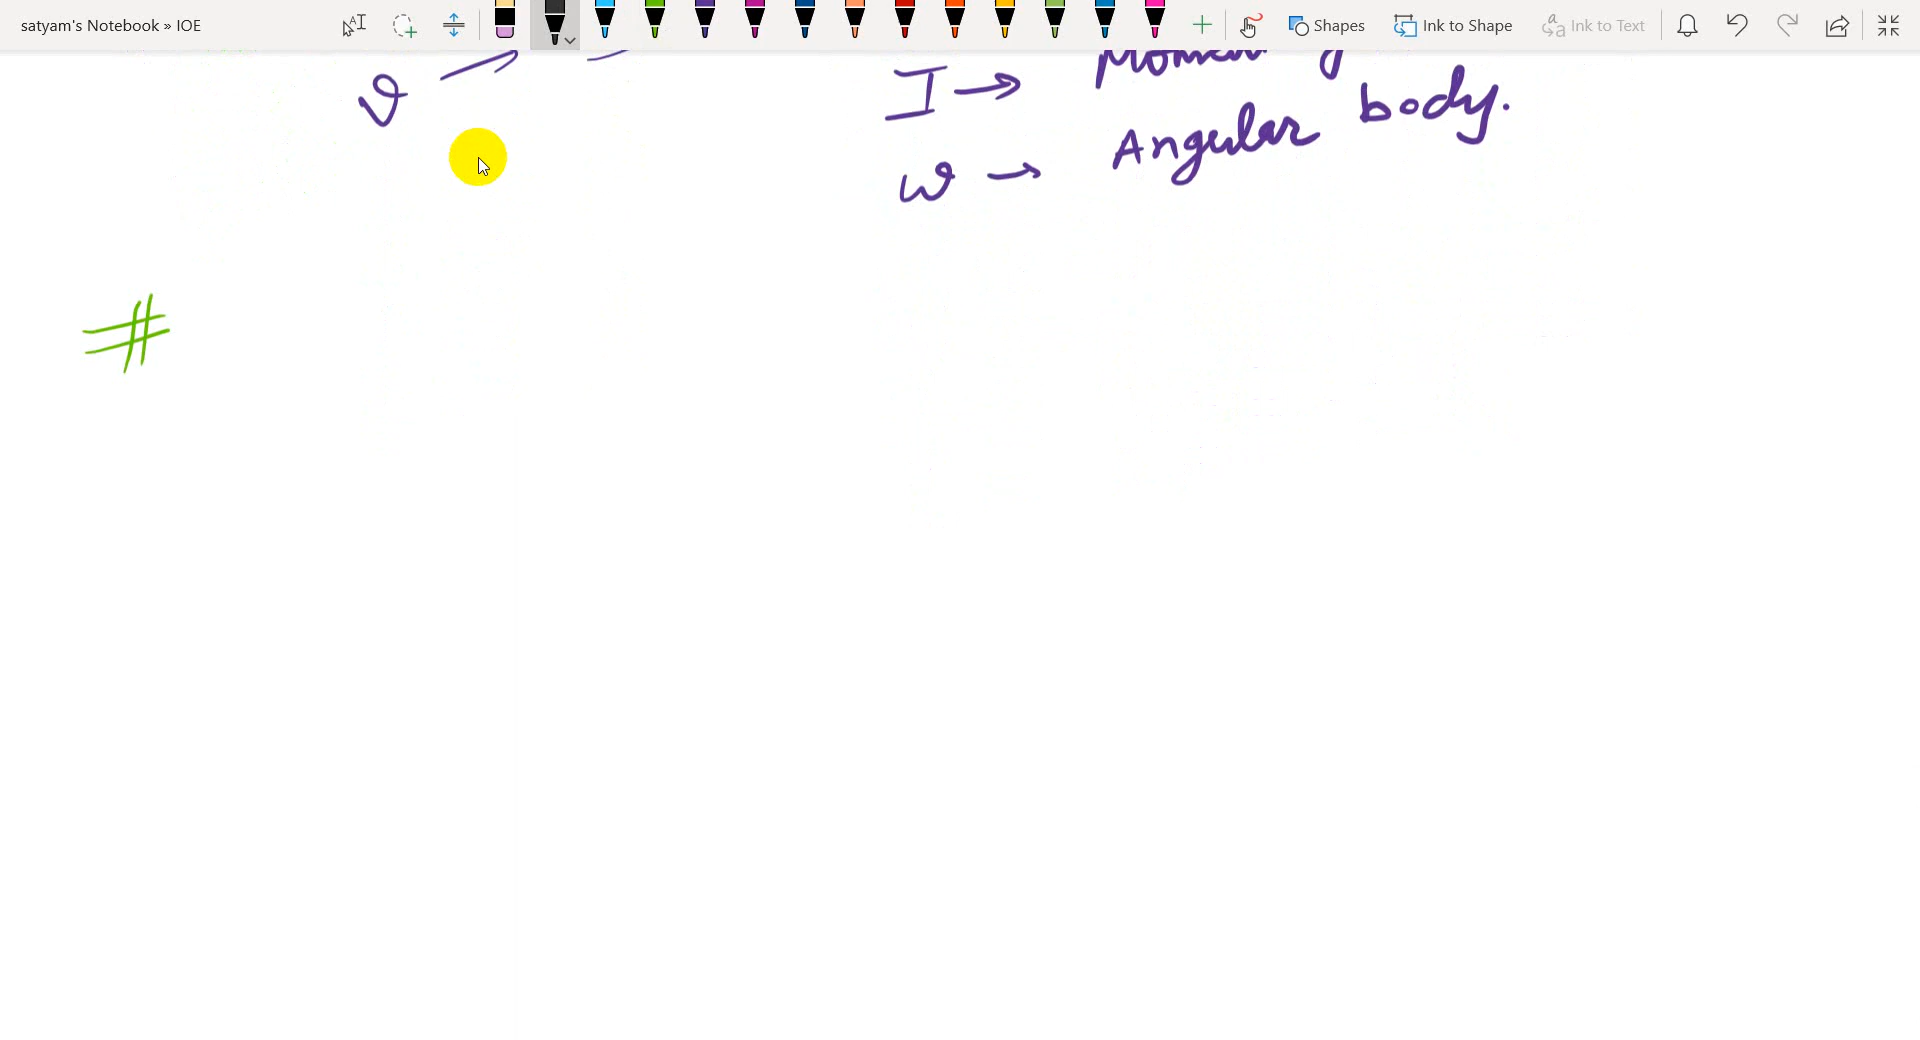 satyam's Notebook » IOE
Shapes
Ink to Shape
Ink to Text
v →
I →
body.
ω → Angular
#